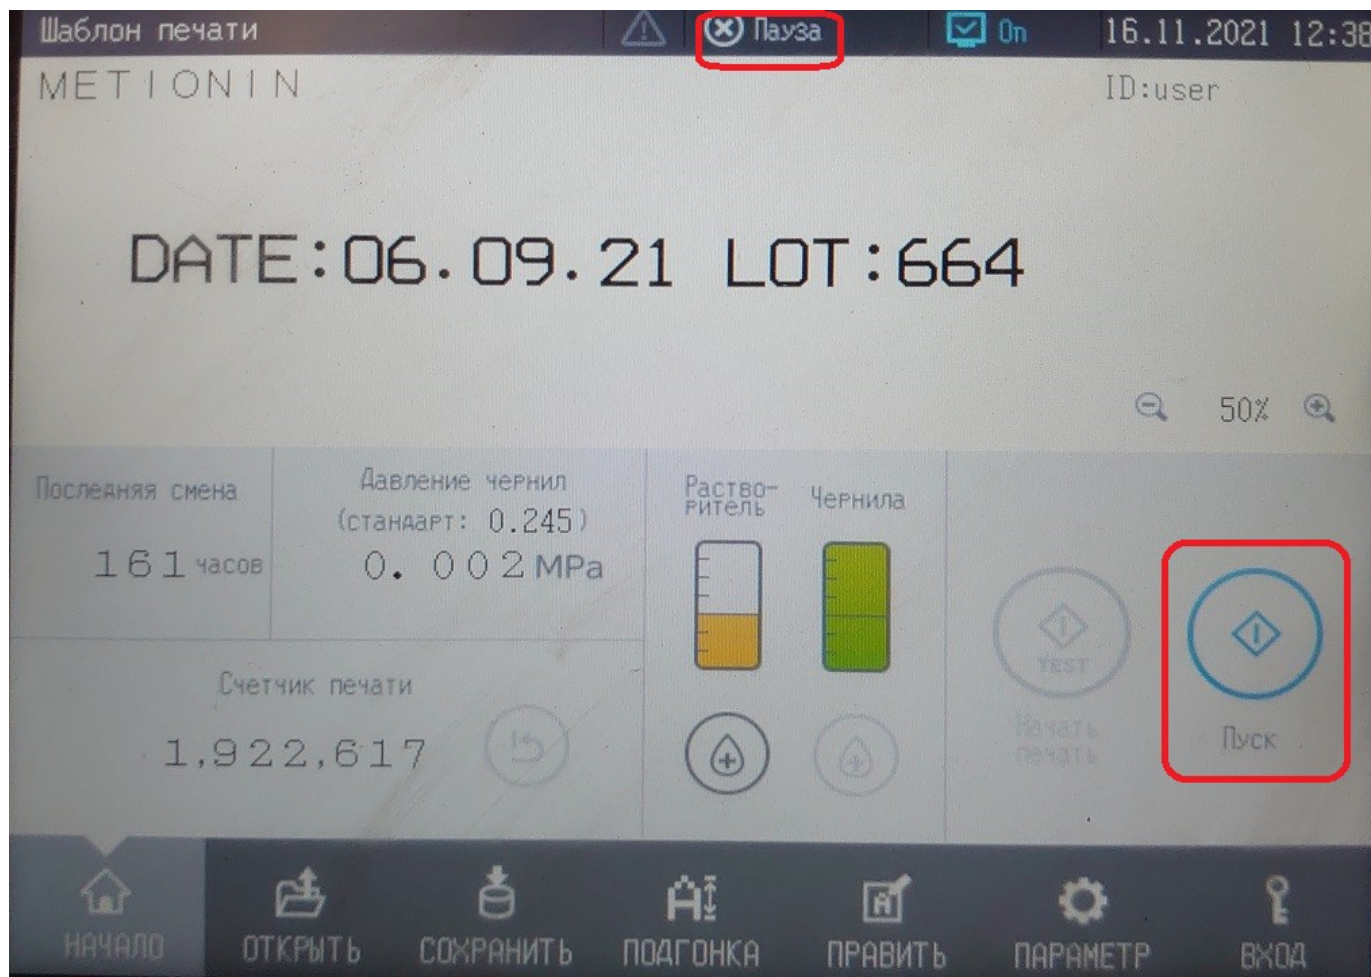 Шаблон печати
Пауза
On
16.11.2021 12:38
METIONIN
ID:user
DATE:06.09.21 LOT:664
50%
Последняя смена
161 часов
Давление чернил
(стандарт: 0.245)
0.002 MPa
Раство-
ритель
Чернила
Счетчик печати
1,922,617
TEST
Начать
печать
Пуск
НАЧАЛО
ОТКРЫТЬ
СОХРАНИТЬ
ПОДГОНКА
ПРАВИТЬ
ПАРАМЕТР
ВХОД